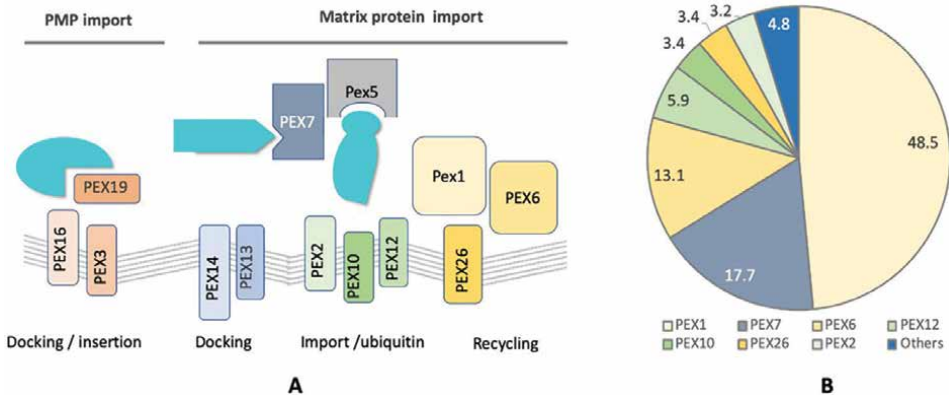 PMP import
Matrix protein import
PEX7
Pex5
PEX19
PEX16
PEX3
PEX14
PEX13
PEX2
PEX10
PEX12
Pex1
PEX6
PEX26
Docking / insertion
Docking
Import /ubiquitin
Recycling
A
3.4
3.4
3.2
4.8
5.9
13.1
17.7
48.5
PEX1 PEX7 PEX6 PEX12
PEX10 PEX26 PEX2 Others
B